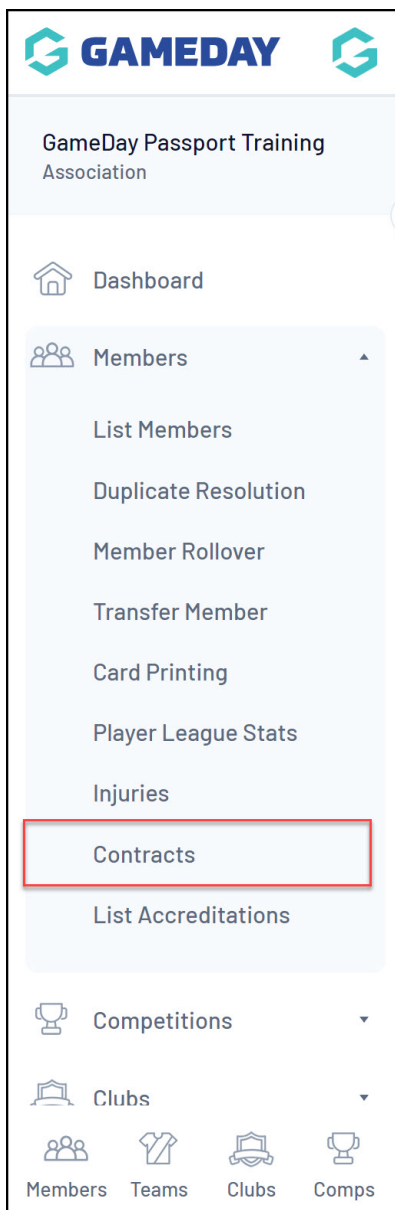 GAMEDAY
GameDay Passport Training
Association
Dashboard
Members
List Members
Duplicate Resolution
Member Rollover
Transfer Member
Card Printing
Player League Stats
Injuries
Contracts
List Accreditations
Competitions
Clubs
Members Teams Clubs Comps